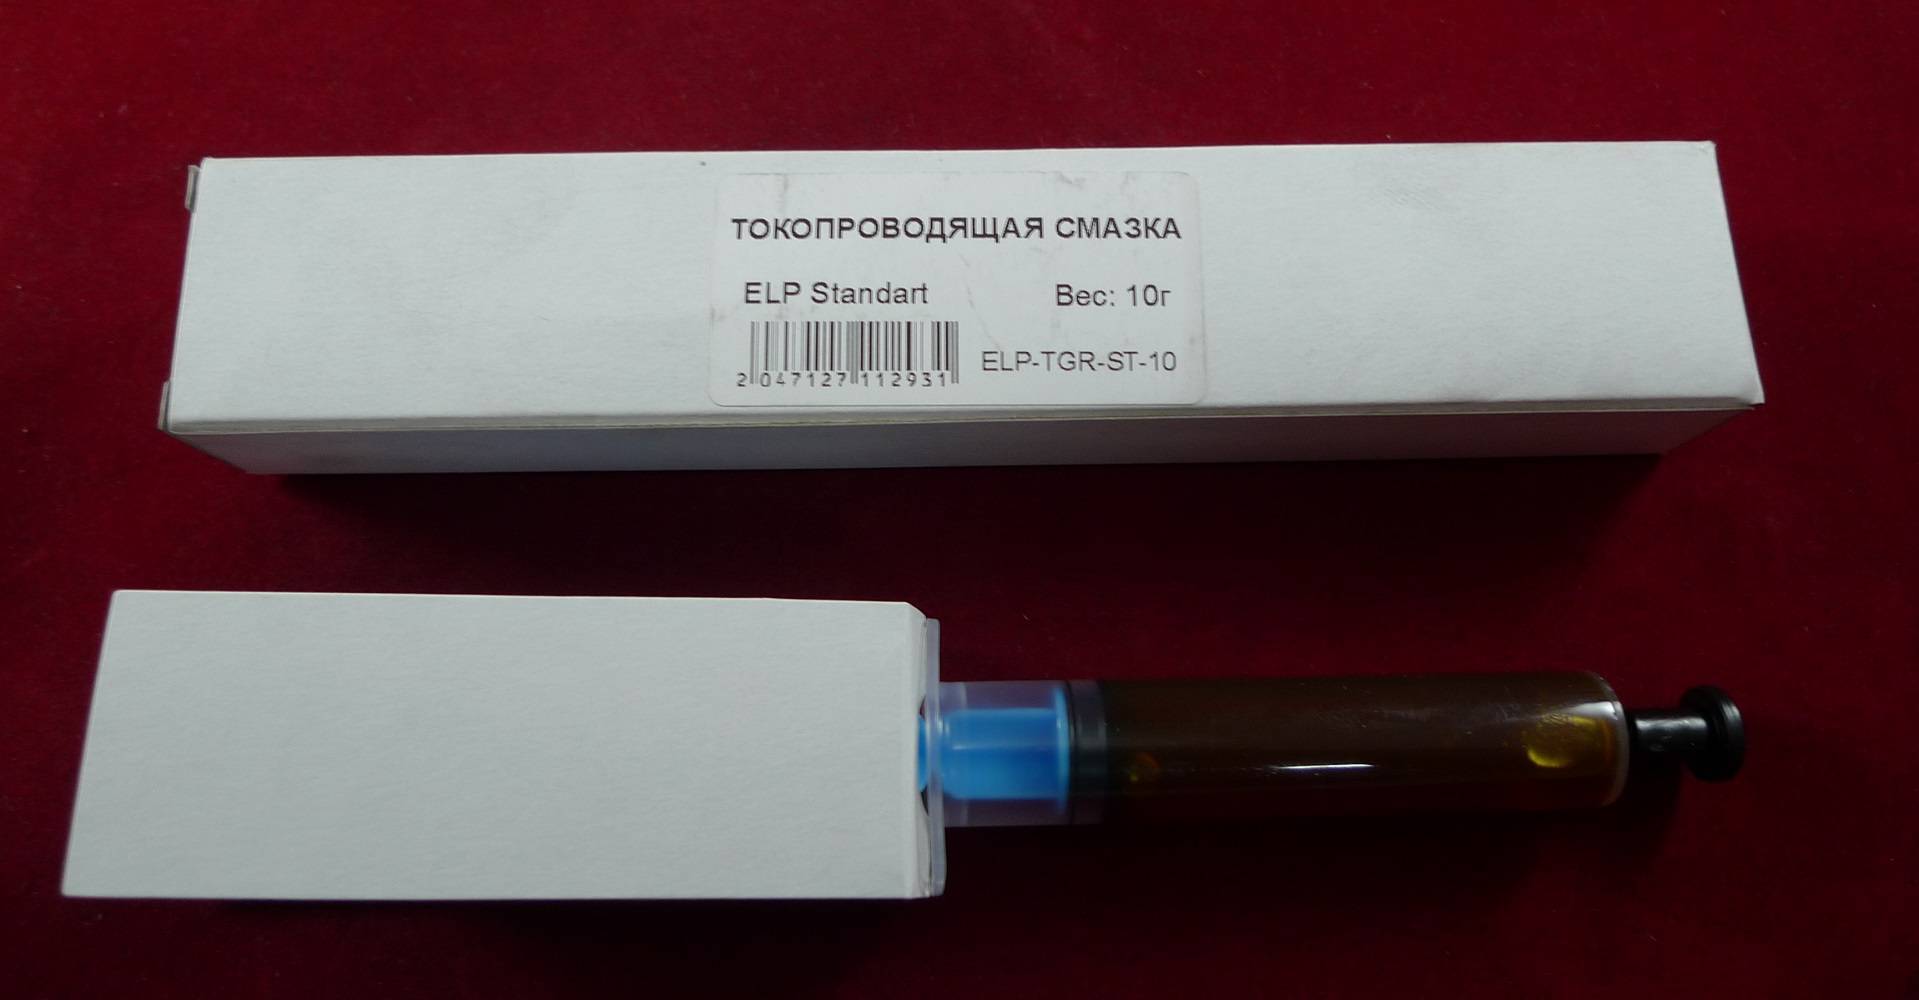 ТОКОПРОВОДЯЩАЯ СМАЗКА
ELP Standart Вес: 10г
2 047127 112931 ELP-TGR-ST-10